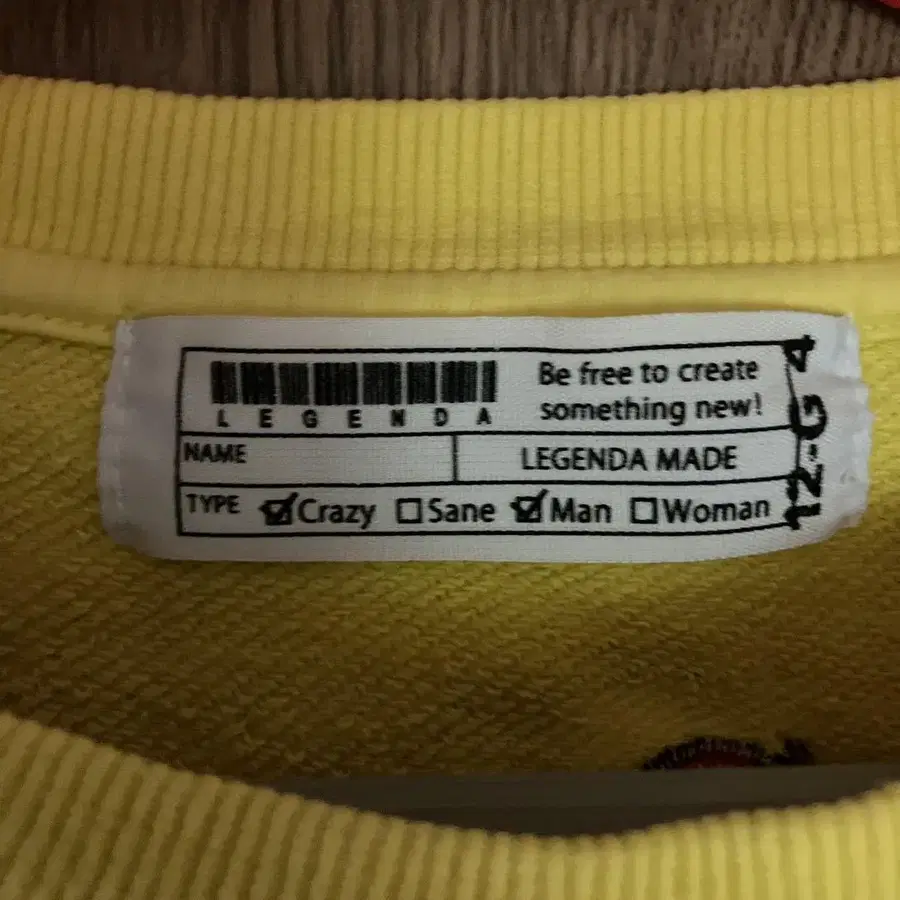 LEGENDA
Be free to create
something new!
NAME
LEGENDA MADE
TYPE Crazy Sane Man Woman
12-G 4